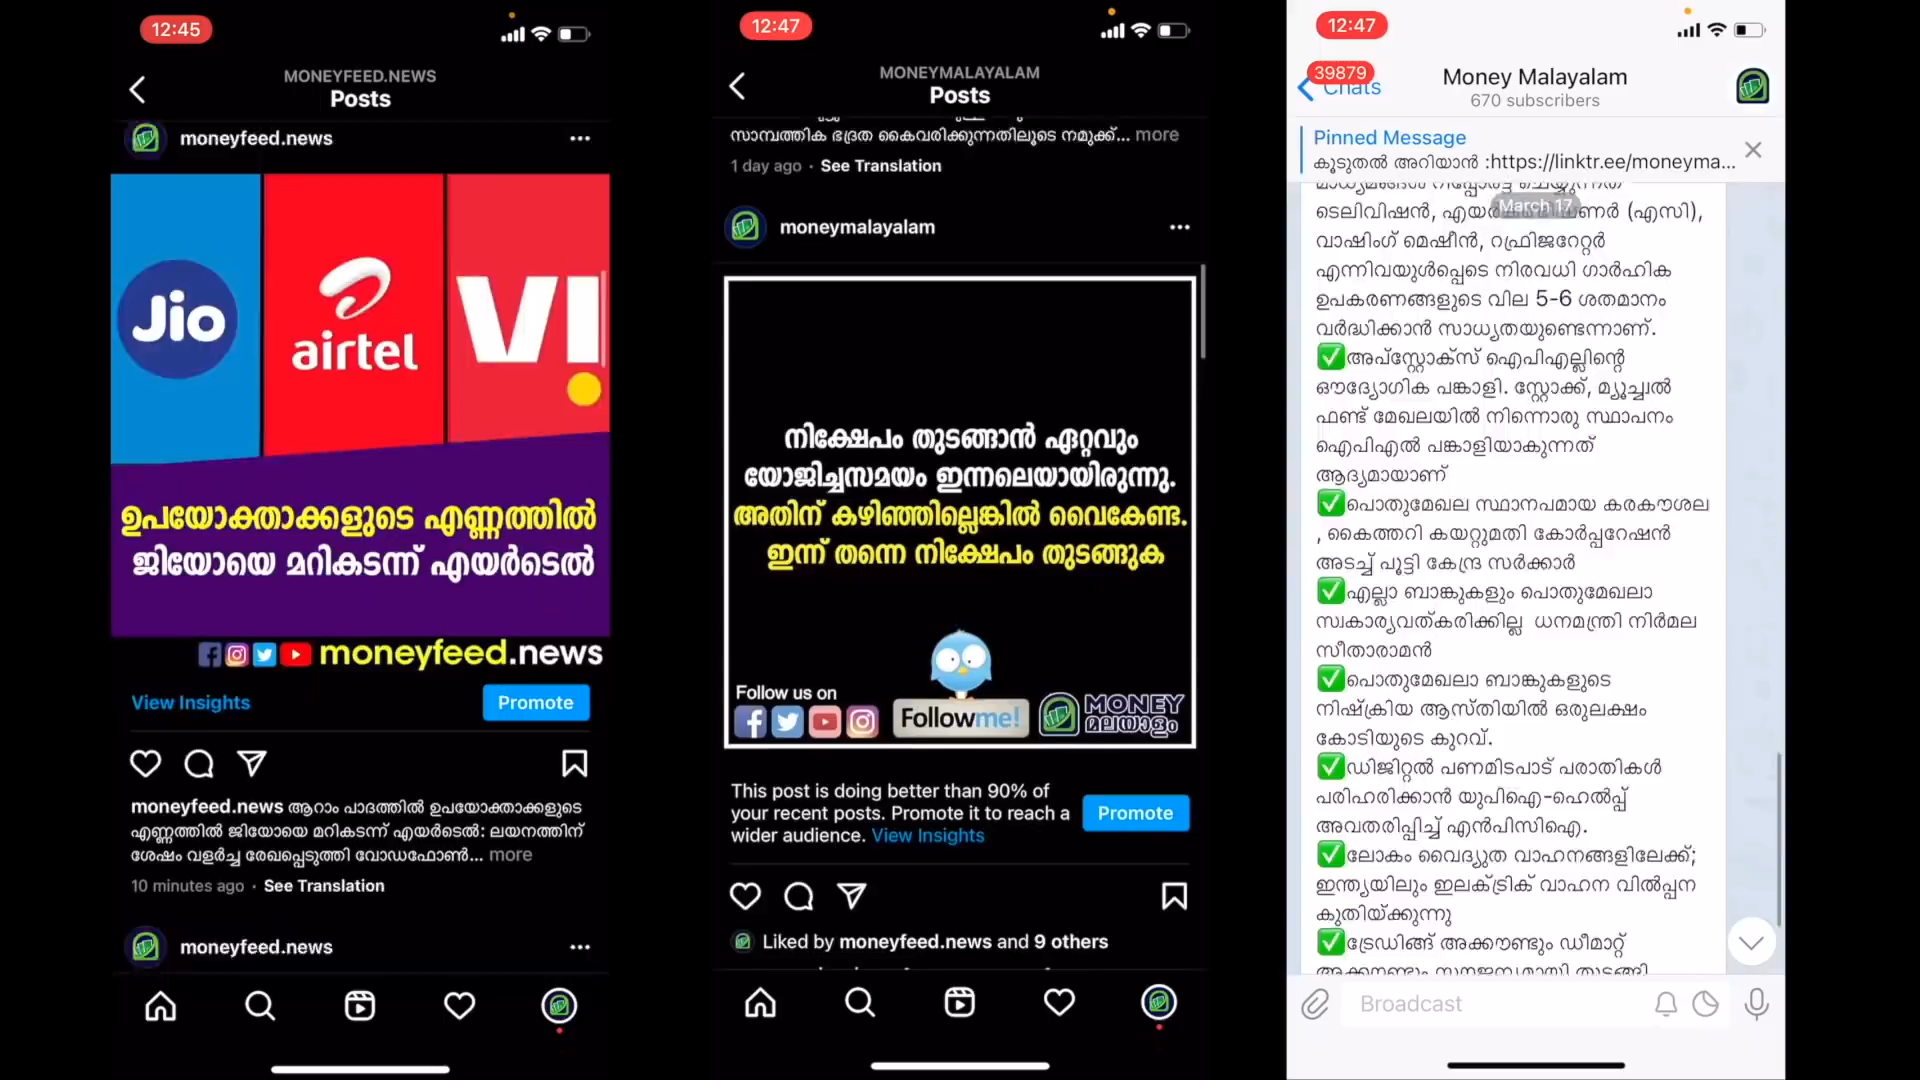 12:45
MONEYFEED.NEWS
Posts
moneyfeed.news
Jio
airtel
VI
ഉപയോക്താക്കളുടെ എണ്ണത്തിൽ
ജിയോയെ മറികടന്ന് എയർടെൽ
moneyfeed.news
View Insights
Promote
moneyfeed.news ആറാം പാദത്തിൽ ഉപയോക്താക്കളുടെ
എണ്ണത്തിൽ ജിയോയെ മറികടന്ന് എയർടെൽ: ലയനത്തിന്
ശേഷം വളർച്ച രേഖപ്പെടുത്തി വോഡഫോൺ... more
10 minutes ago · See Translation
moneyfeed.news
12:47
MONEYMALAYALAM
Posts
സാമ്പത്തിക ഭദ്രത കൈവരിക്കുന്നതിലൂടെ നമുക്ക്... more
1 day ago · See Translation
moneymalayalam
നിക്ഷേപം തുടങ്ങാൻ ഏറ്റവും
യോജിച്ചസമയം ഇന്നലെയായിരുന്നു.
അതിന് കഴിഞ്ഞില്ലെങ്കിൽ വൈകേണ്ട.
ഇന്ന് തന്നെ നിക്ഷേപം തുടങ്ങുക
Follow us on
Followme!
MONEY
മലയാളം
This post is doing better than 90% of
your recent posts. Promote it to reach a
wider audience. View Insights
Promote
Liked by moneyfeed.news and 9 others
12:47
39879
Chats
Money Malayalam
670 subscribers
Pinned Message
കൂടുതൽ അറിയാൻ :https://linktr.ee/moneyma...
മാധ്യമങ്ങൾ റിപ്പോർട്ട് ചെയ്യുന്നത്
March 17
ടെലിവിഷൻ, എയർകണ്ടീഷണർ (എസി),
വാഷിംഗ് മെഷീൻ, റഫ്രിജറേറ്റർ
എന്നിവയുൾപ്പെടെ നിരവധി ഗാർഹിക
ഉപകരണങ്ങളുടെ വില 5-6 ശതമാനം
വർദ്ധിക്കാൻ സാധ്യതയുണ്ടെന്നാണ്.
✅അപ്സ്റ്റോക്സ് ഐപിഎല്ലിന്റെ
ഔദ്യോഗിക പങ്കാളി. സ്റ്റോക്ക്, മ്യൂച്വൽ
ഫണ്ട് മേഖലയിൽ നിന്നൊരു സ്ഥാപനം
ഐപിഎൽ പങ്കാളിയാകുന്നത്
ആദ്യമായാണ്
✅പൊതുമേഖല സ്ഥാപനമായ കരകൗശല
, കൈത്തറി കയറ്റുമതി കോർപ്പറേഷൻ
അടച്ച് പൂട്ടി കേന്ദ്ര സർക്കാർ
✅എല്ലാ ബാങ്കുകളും പൊതുമേഖലാ
സ്വകാര്യവത്കരിക്കില്ല ധനമന്ത്രി നിർമല
സീതാരാമൻ
✅പൊതുമേഖലാ ബാങ്കുകളുടെ
നിഷ്ക്രിയ ആസ്തിയിൽ ഒരുലക്ഷം
കോടിയുടെ കുറവ്.
✅ഡിജിറ്റൽ പണമിടപാട് പരാതികൾ
പരിഹരിക്കാൻ യുപിഐ-ഹെൽപ്പ്
അവതരിപ്പിച്ച് എൻപിസിഐ.
✅ലോകം വൈദ്യുത വാഹനങ്ങളിലേക്ക്;
ഇന്ത്യയിലും ഇലക്ട്രിക് വാഹന വിൽപ്പന
കുതിയ്ക്കുന്നു
✅ട്രേഡിങ്ങ് അക്കൗണ്ടും ഡീമാറ്റ്
അക്കൗണ്ടും സൗജന്യമായി തുടങ്ങി
Broadcast